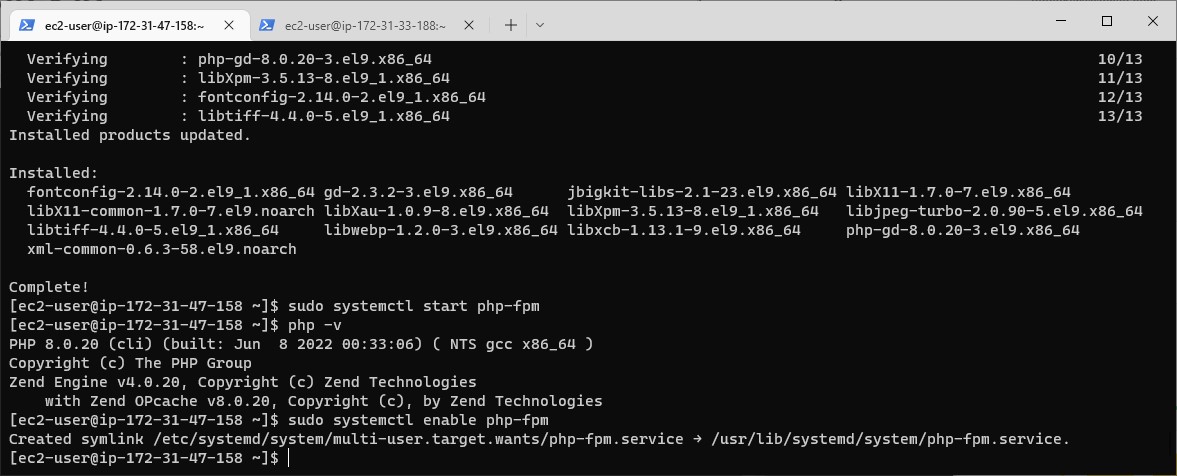 ec2-user@ip-172-31-47-158:~
ec2-user@ip-172-31-33-188:~
Verifying : php-gd-8.0.20-3.el9.x86_64 10/13
Verifying : libXpm-3.5.13-8.el9_1.x86_64 11/13
Verifying : fontconfig-2.14.0-2.el9_1.x86_64 12/13
Verifying : libtiff-4.4.0-5.el9_1.x86_64 13/13
Installed products updated.
Installed:
fontconfig-2.14.0-2.el9_1.x86_64 gd-2.3.2-3.el9.x86_64 jbigkit-libs-2.1-23.el9.x86_64 libX11-1.7.0-7.el9.x86_64
libX11-common-1.7.0-7.el9.noarch libXau-1.0.9-8.el9.x86_64 libXpm-3.5.13-8.el9_1.x86_64 libjpeg-turbo-2.0.90-5.el9.x86_64
libtiff-4.4.0-5.el9_1.x86_64 libwebp-1.2.0-3.el9.x86_64 libxcb-1.13.1-9.el9.x86_64 php-gd-8.0.20-3.el9.x86_64
xml-common-0.6.3-58.el9.noarch
Complete!
[ec2-user@ip-172-31-47-158 ~]$ sudo systemctl start php-fpm
[ec2-user@ip-172-31-47-158 ~]$ php -v
PHP 8.0.20 (cli) (built: Jun  8 2022 00:33:06) ( NTS gcc x86_64 )
Copyright (c) The PHP Group
Zend Engine v4.0.20, Copyright (c) Zend Technologies
with Zend OPcache v8.0.20, Copyright (c), by Zend Technologies
[ec2-user@ip-172-31-47-158 ~]$ sudo systemctl enable php-fpm
Created symlink /etc/systemd/system/multi-user.target.wants/php-fpm.service → /usr/lib/systemd/system/php-fpm.service.
[ec2-user@ip-172-31-47-158 ~]$